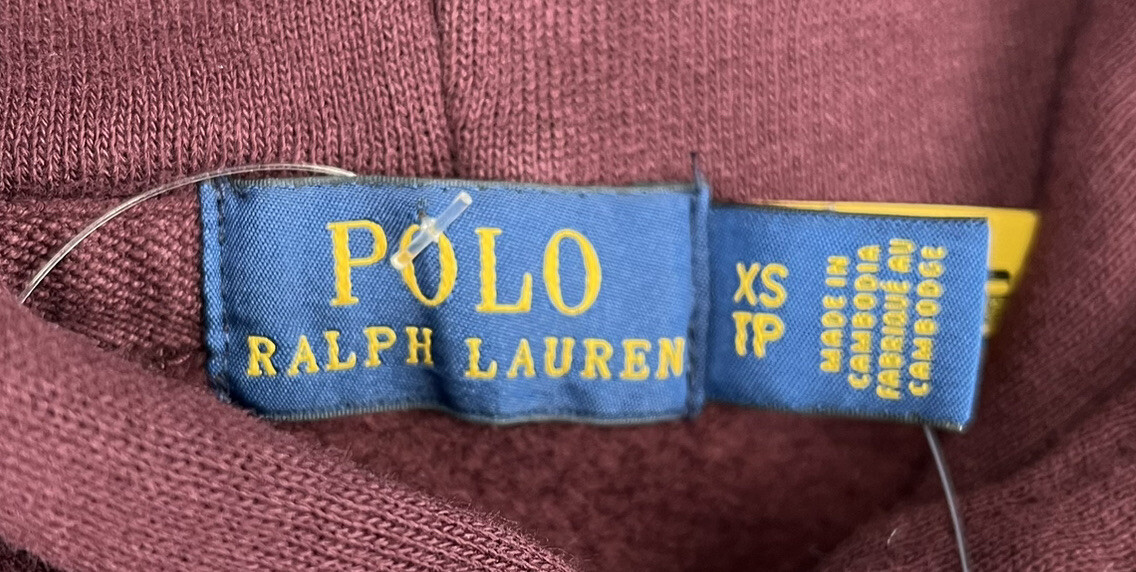 POLO
RALPH LAUREN
XS
TP
MADE IN
CAMBODIA
FABRIQUÉ AU
CAMBODGE